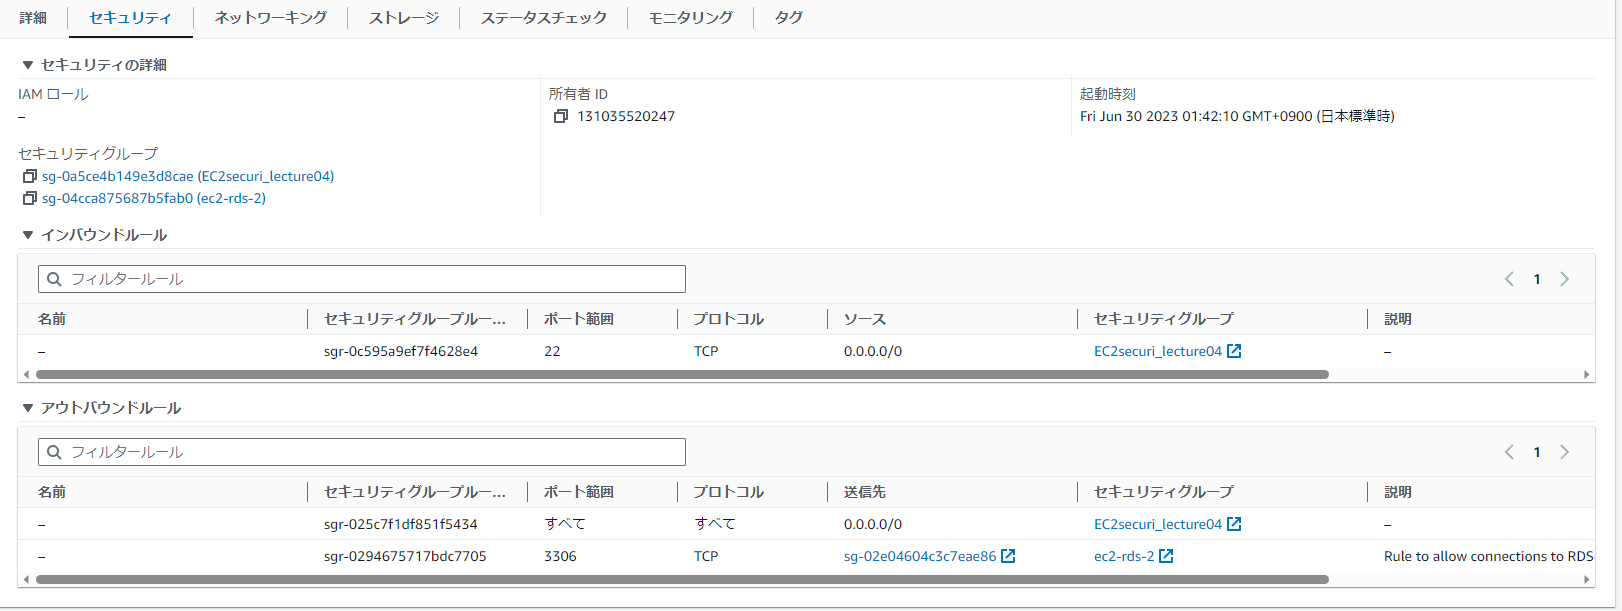 詳細 セキュリティ ネットワーキング ストレージ ステータスチェック モニタリング タグ
▼ セキュリティの詳細
IAM ロール
–
所有者 ID
131035520247
起動時刻
Fri Jun 30 2023 01:42:10 GMT+0900 (日本標準時)
セキュリティグループ
sg-0a5ce4b149e3d8cae (EC2securi_lecture04)
sg-04cca875687b5fab0 (ec2-rds-2)
▼ インバウンドルール
フィルタールール
1
名前 セキュリティグループルー... ポート範囲 プロトコル ソース セキュリティグループ 説明
– sgr-0c595a9ef7f4628e4 22 TCP 0.0.0.0/0 EC2securi_lecture04 –
▼ アウトバウンドルール
フィルタールール
1
名前 セキュリティグループルー... ポート範囲 プロトコル 送信先 セキュリティグループ 説明
– sgr-025c7f1df851f5434 すべて すべて 0.0.0.0/0 EC2securi_lecture04 –
– sgr-0294675717bdc7705 3306 TCP sg-02e04604c3c7eae86 ec2-rds-2 Rule to allow connections to RDS